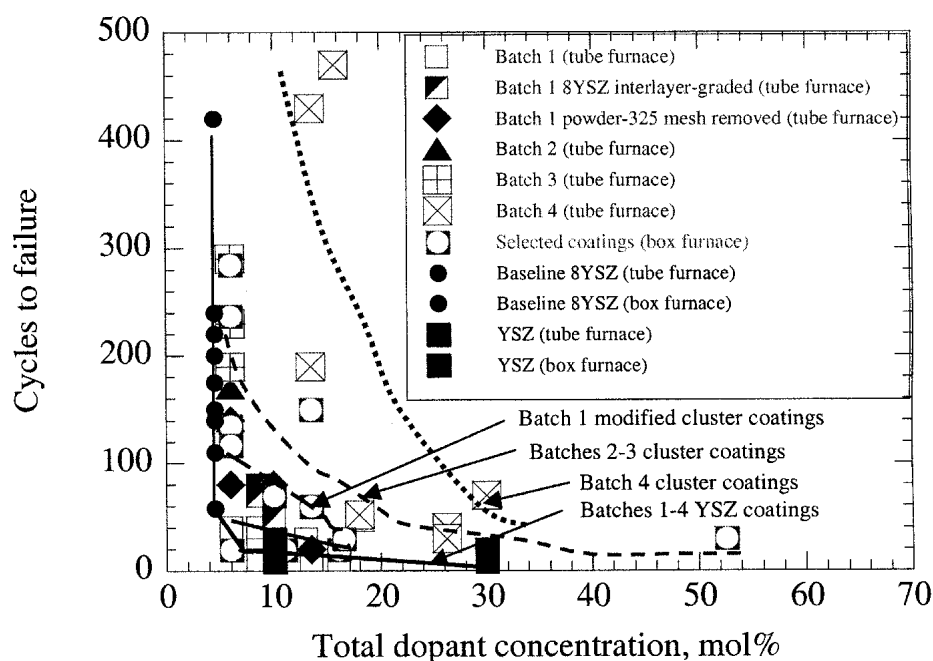 500
400
300
200
100
0
Cycles to failure
Batch 1 (tube furnace)
Batch 1 8YSZ interlayer-graded (tube furnace)
Batch 1 powder-325 mesh removed (tube furnace)
Batch 2 (tube furnace)
Batch 3 (tube furnace)
Batch 4 (tube furnace)
Selected coatings (box furnace)
Baseline 8YSZ (tube furnace)
Baseline 8YSZ (box furnace)
YSZ (tube furnace)
YSZ (box furnace)
Batch 1 modified cluster coatings
Batches 2-3 cluster coatings
Batch 4 cluster coatings
Batches 1-4 YSZ coatings
0 10 20 30 40 50 60 70
Total dopant concentration, mol%